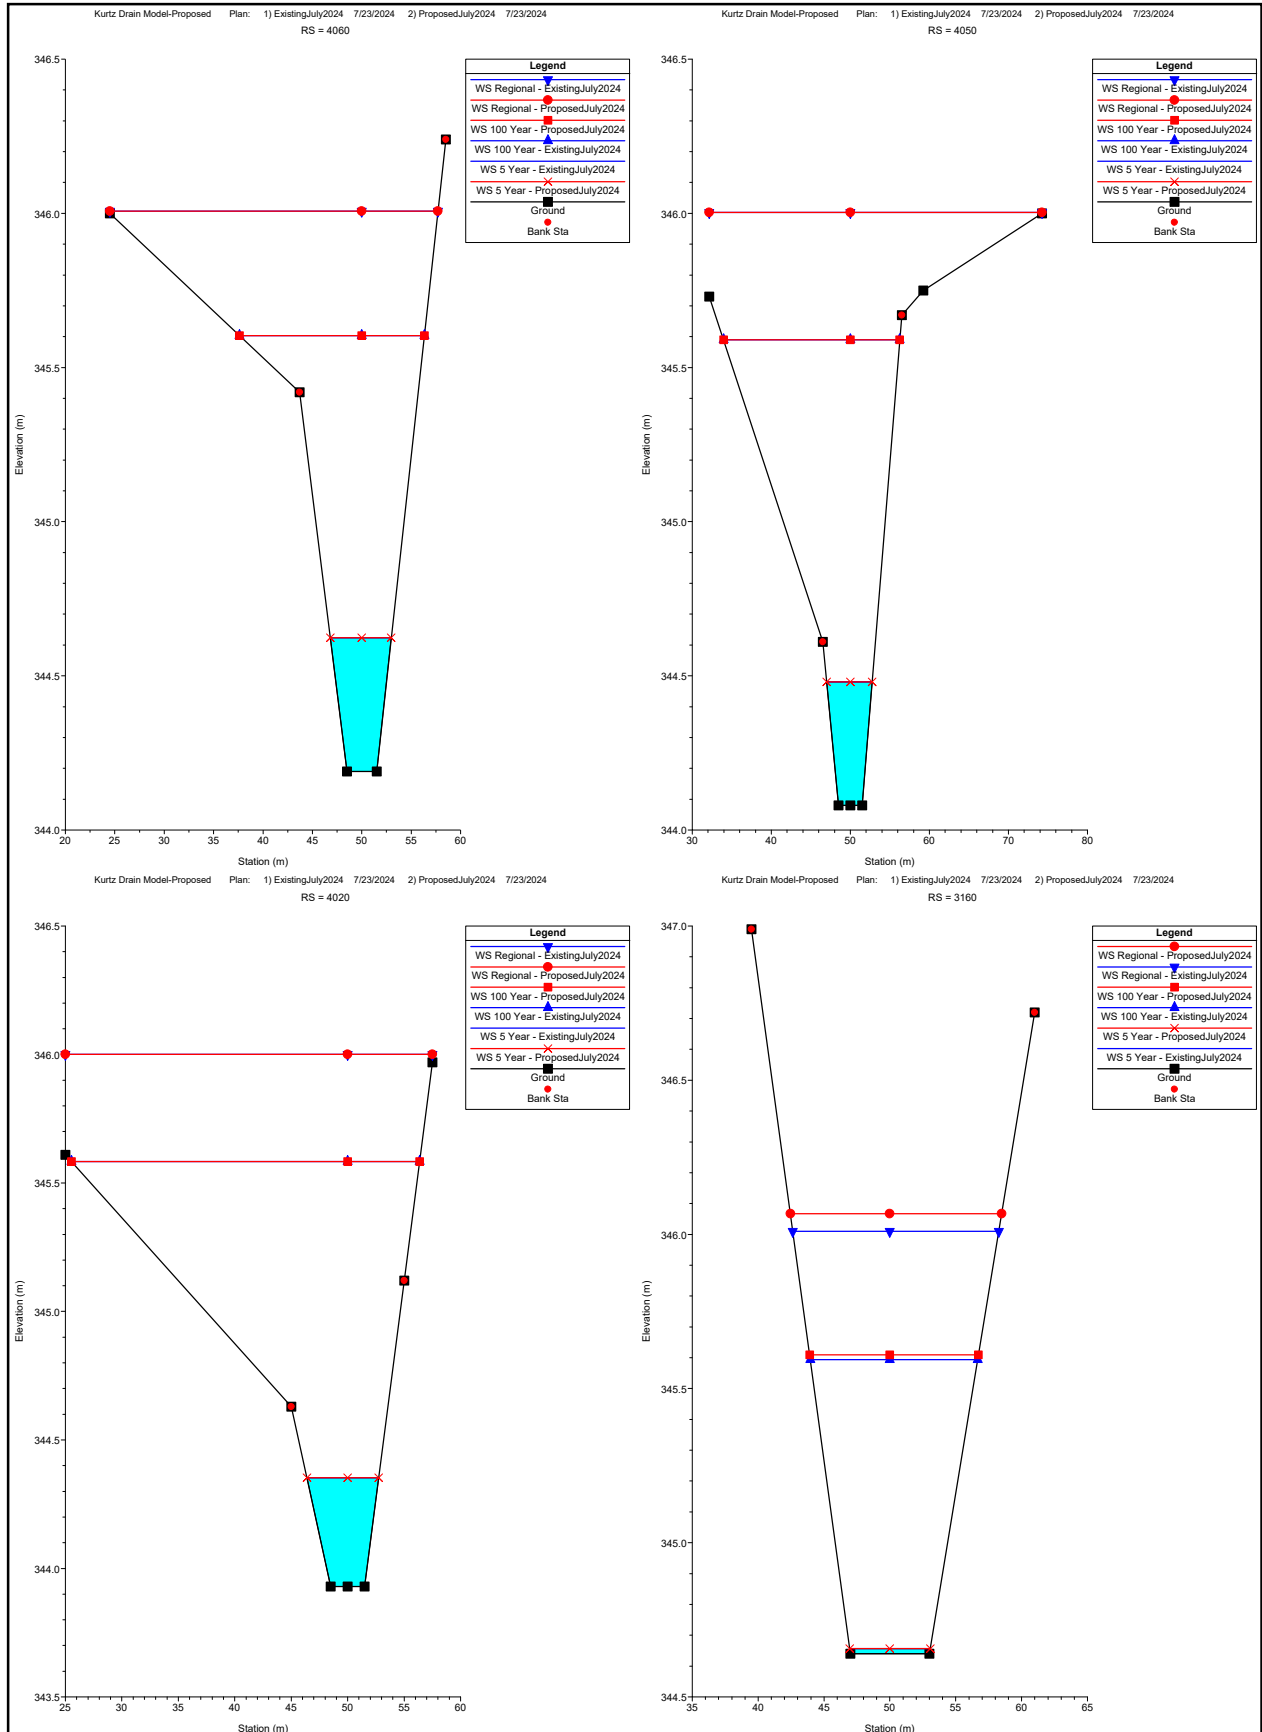 Kurtz Drain Model-Proposed Plan: 1) ExistingJuly2024 7/23/2024 2) ProposedJuly2024 7/23/2024
RS = 4060
346.5
346.0
345.5
345.0
344.5
344.0
Elevation (m)
20 25 30 35 40 45 50 55 60
Station (m)
Legend
WS Regional - ExistingJuly2024
WS Regional - ProposedJuly2024
WS 100 Year - ProposedJuly2024
WS 100 Year - ExistingJuly2024
WS 5 Year - ExistingJuly2024
WS 5 Year - ProposedJuly2024
Ground
Bank Sta
Kurtz Drain Model-Proposed Plan: 1) ExistingJuly2024 7/23/2024 2) ProposedJuly2024 7/23/2024
RS = 4050
346.5
346.0
345.5
345.0
344.5
344.0
Elevation (m)
30 40 50 60 70 80
Station (m)
Legend
WS Regional - ExistingJuly2024
WS Regional - ProposedJuly2024
WS 100 Year - ProposedJuly2024
WS 100 Year - ExistingJuly2024
WS 5 Year - ExistingJuly2024
WS 5 Year - ProposedJuly2024
Ground
Bank Sta
Kurtz Drain Model-Proposed Plan: 1) ExistingJuly2024 7/23/2024 2) ProposedJuly2024 7/23/2024
RS = 4020
346.5
346.0
345.5
345.0
344.5
344.0
343.5
Elevation (m)
25 30 35 40 45 50 55 60
Station (m)
Legend
WS Regional - ExistingJuly2024
WS Regional - ProposedJuly2024
WS 100 Year - ProposedJuly2024
WS 100 Year - ExistingJuly2024
WS 5 Year - ExistingJuly2024
WS 5 Year - ProposedJuly2024
Ground
Bank Sta
Kurtz Drain Model-Proposed Plan: 1) ExistingJuly2024 7/23/2024 2) ProposedJuly2024 7/23/2024
RS = 3160
347.0
346.5
346.0
345.5
345.0
344.5
Elevation (m)
35 40 45 50 55 60 65
Station (m)
Legend
WS Regional - ProposedJuly2024
WS Regional - ExistingJuly2024
WS 100 Year - ProposedJuly2024
WS 100 Year - ExistingJuly2024
WS 5 Year - ProposedJuly2024
WS 5 Year - ExistingJuly2024
Ground
Bank Sta